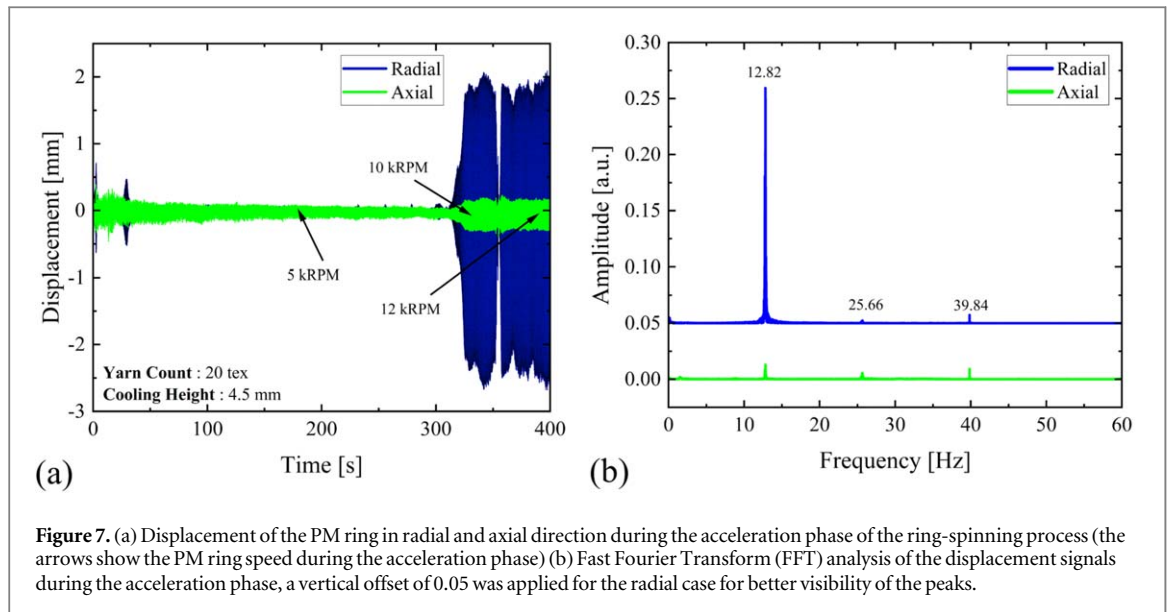 Radial
Axial
10 kRPM
5 kRPM
12 kRPM
Yarn Count : 20 tex
Cooling Height : 4.5 mm
Displacement [mm]
2
1
0
-1
-2
-3
0 100 200 300 400
Time [s]
(a)
Radial
Axial
12.82
25.66
39.84
Amplitude [a.u.]
0.30
0.25
0.20
0.15
0.10
0.05
0.00
0 10 20 30 40 50 60
Frequency [Hz]
(b)
Figure 7. (a) Displacement of the PM ring in radial and axial direction during the acceleration phase of the ring-spinning process (the
arrows show the PM ring speed during the acceleration phase) (b) Fast Fourier Transform (FFT) analysis of the displacement signals
during the acceleration phase, a vertical offset of 0.05 was applied for the radial case for better visibility of the peaks.